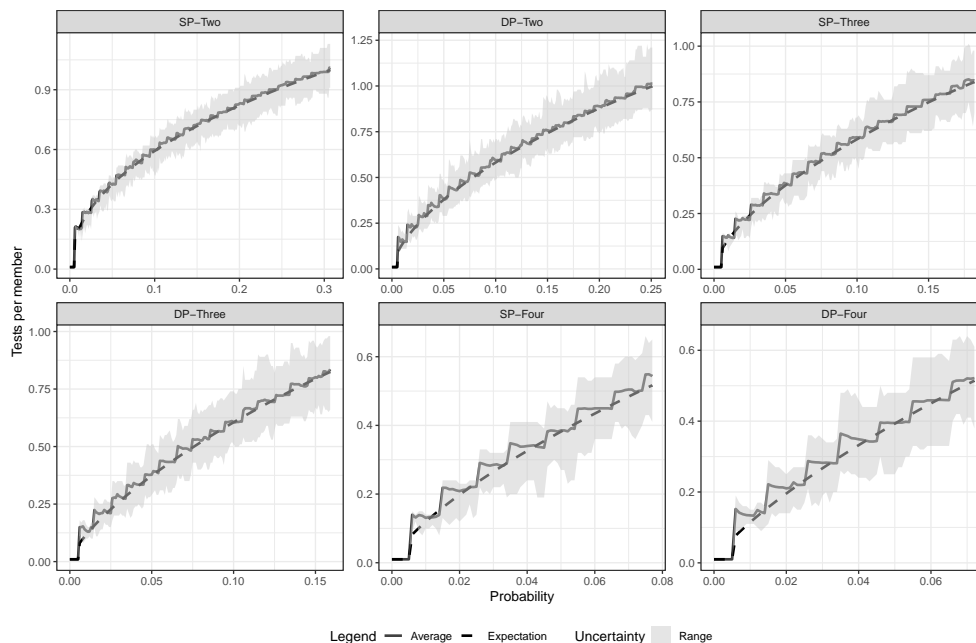 SP−Two
DP−Two
SP−Three
0.9
0.6
0.3
0.0
1.25
1.00
0.75
0.50
0.25
0.00
1.00
0.75
0.50
0.25
0.00
0.0 0.1 0.2 0.3
0.00 0.05 0.10 0.15 0.20 0.25
0.00 0.05 0.10 0.15
Tests per member
DP−Three
SP−Four
DP−Four
1.00
0.75
0.50
0.25
0.00
0.6
0.4
0.2
0.0
0.6
0.4
0.2
0.0
0.00 0.05 0.10 0.15
0.00 0.02 0.04 0.06 0.08
0.00 0.02 0.04 0.06
Probability
Legend Average Expectation Uncertainty Range